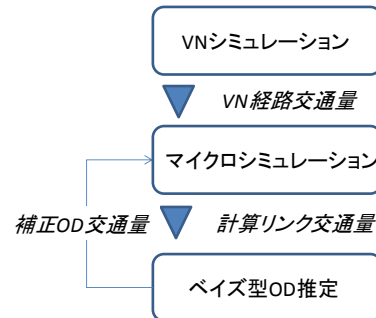 VNシミュレーション
VN経路交通量
マイクロシミュレーション
補正OD交通量
計算リンク交通量
ベイズ型OD推定